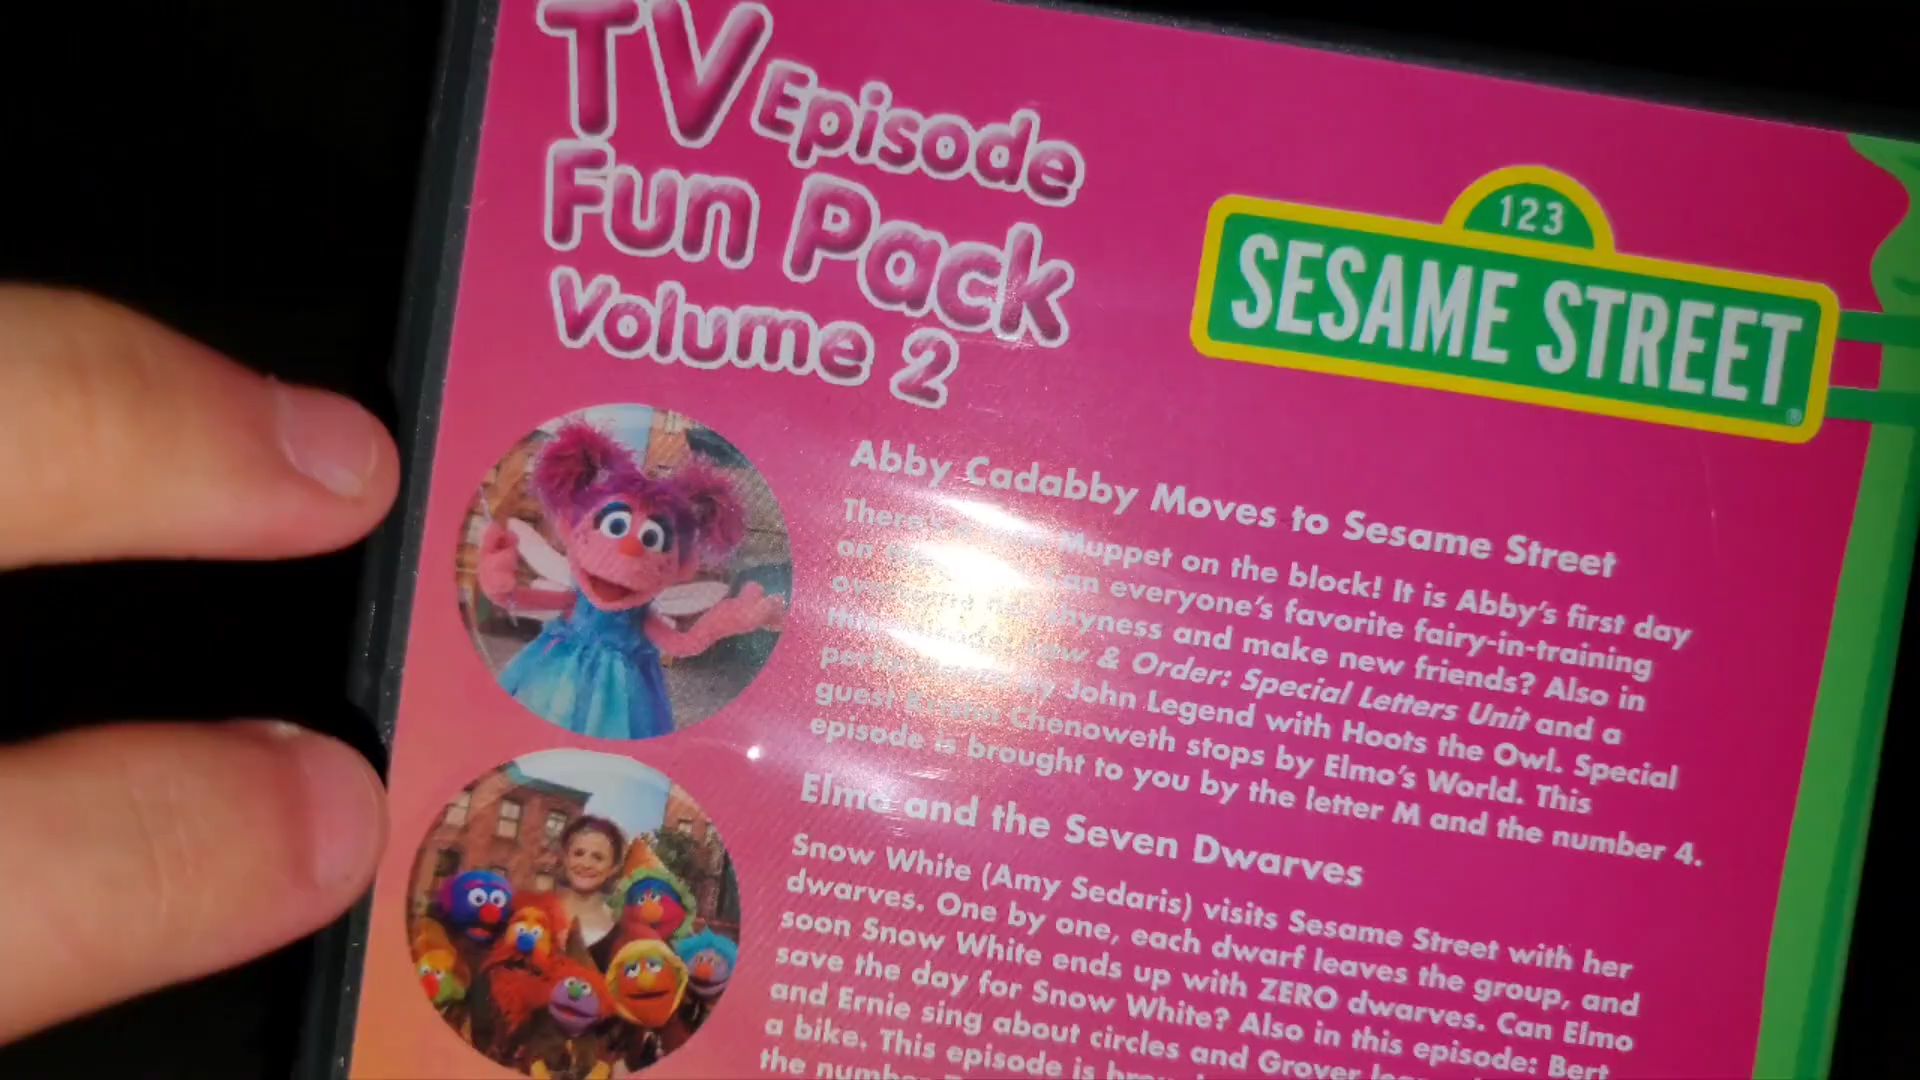 TV Episode
Fun Pack
Volume 2
123
SESAME STREET
Abby Cadabby Moves to Sesame Street
Muppet on the block! It is Abby's first day
on everyone's favorite fairy-in-training
shyness and make new friends? Also in
& Order: Special Letters Unit and a
by John Legend with Hoots the Owl. Special
guest Kristin Chenoweth stops by Elmo's World. This
episode is brought to you by the letter M and the number 4.
Elmo and the Seven Dwarves
Snow White (Amy Sedaris) visits Sesame Street with her
dwarves. One by one, each dwarf leaves the group, and
soon Snow White ends up with ZERO dwarves. Can Elmo
save the day for Snow White? Also in this episode: Bert
and Ernie sing about circles and Grover
a bike. This episode is
the number